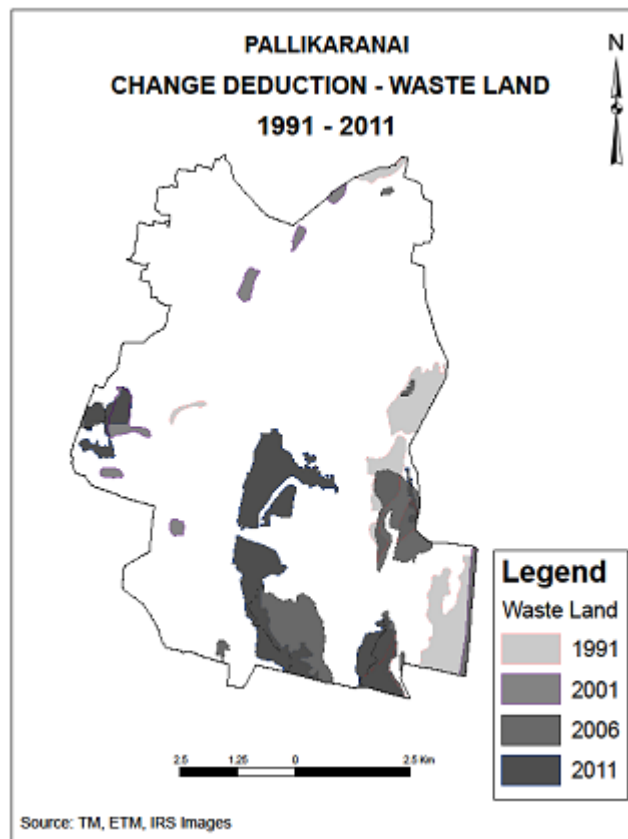 PALLIKARANAI
CHANGE DEDUCTION - WASTE LAND
1991 - 2011
N
Legend
Waste Land
1991
2001
2006
2011
2.5 1.25 0 2.5 Km
Source: TM, ETM, IRS Images